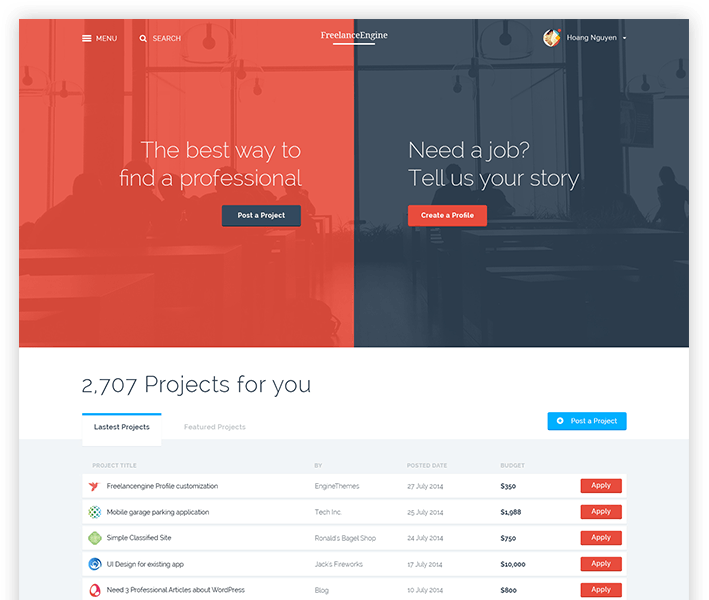 MENU
SEARCH
FreelanceEngine
Hoang Nguyen
The best way to
find a professional
Post a Project
Need a job?
Tell us your story
Create a Profile
2,707 Projects for you
Lastest Projects
Featured Projects
Post a Project
PROJECT TITLE BY POSTED DATE BUDGET
Freelancengine Profile customization EngineThemes 27 July 2014 $350 Apply
Mobile garage parking application Tech Inc. 25 July 2014 $1,988 Apply
Simple Classified Site Ronald's Bagel Shop 24 July 2014 $750 Apply
UI Design for existing app Jack's Fireworks 17 July 2014 $10,000 Apply
Need 3 Professional Articles about WordPress Blog 10 July 2014 $800 Apply